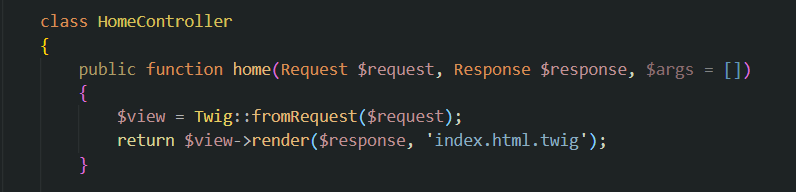 class HomeController
{
    public function home(Request $request, Response $response, $args = [])
    {
        $view = Twig::fromRequest($request);
        return $view->render($response, 'index.html.twig');
    }